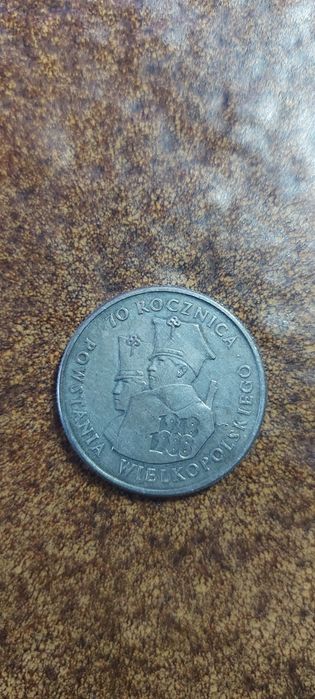 70 ROCZNICA
POWSTANIA WIELKOPOLSKIEGO
1918
1988